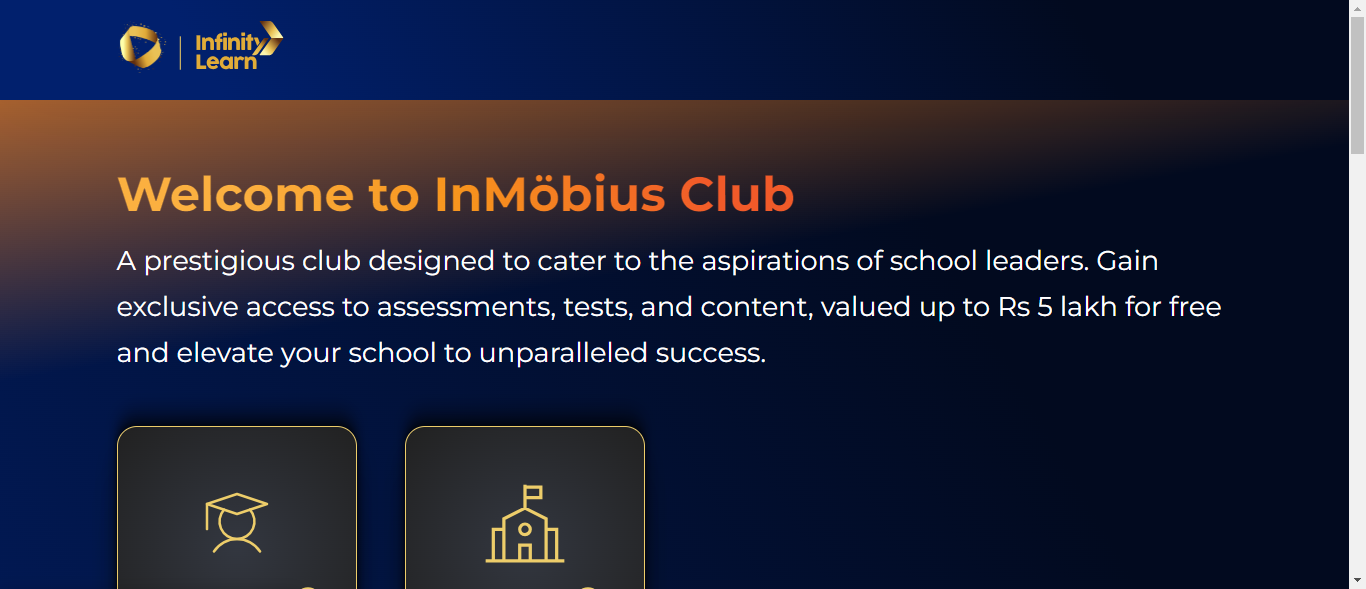 Infinity
Learn
Welcome to InMöbius Club
A prestigious club designed to cater to the aspirations of school leaders. Gain
exclusive access to assessments, tests, and content, valued up to Rs 5 lakh for free
and elevate your school to unparalleled success.